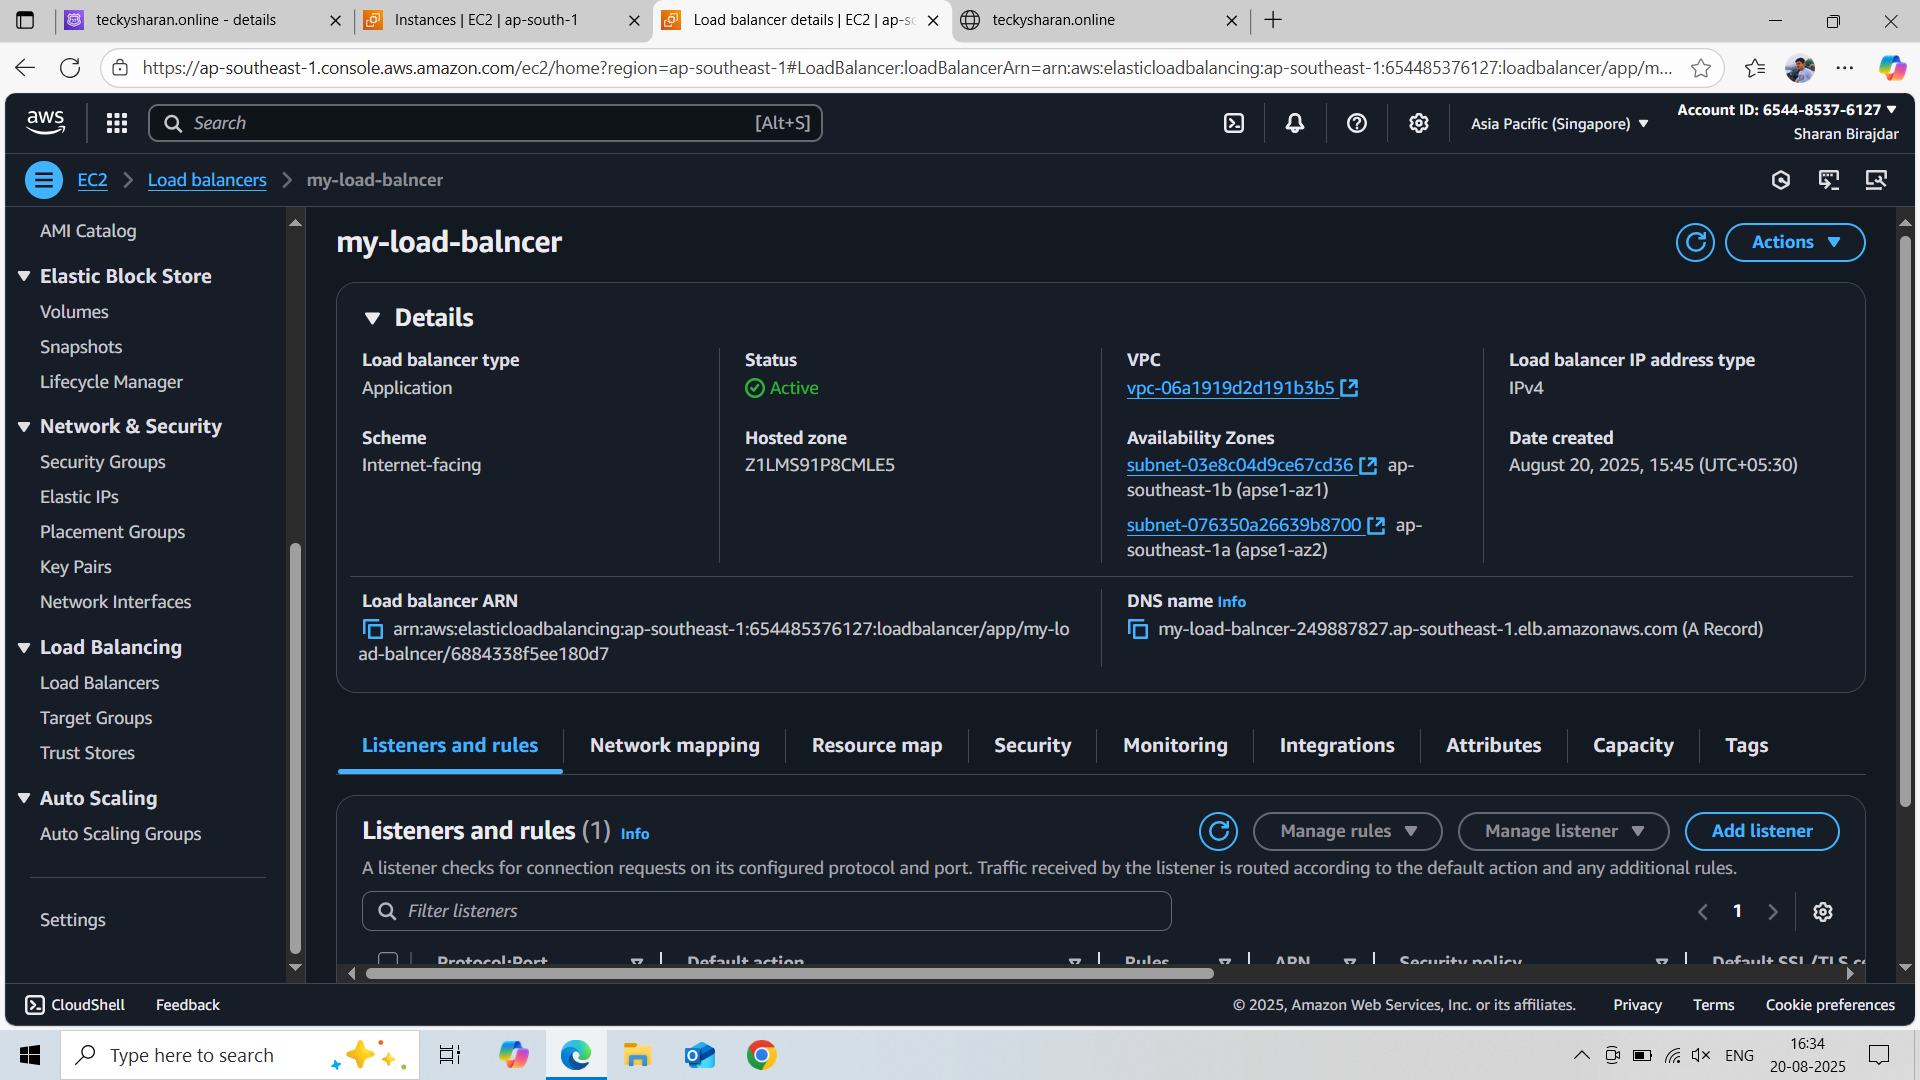 teckysharan.online - details
Instances | EC2 | ap-south-1
Load balancer details | EC2 | ap-so
teckysharan.online
https://ap-southeast-1.console.aws.amazon.com/ec2/home?region=ap-southeast-1#LoadBalancer:loadBalancerArn=arn:aws:elasticloadbalancing:ap-southeast-1:654485376127:loadbalancer/app/m...
aws
Search
[Alt+S]
Asia Pacific (Singapore)
Account ID: 6544-8537-6127
Sharan Birajdar
EC2
Load balancers
my-load-balncer
AMI Catalog
Elastic Block Store
Volumes
Snapshots
Lifecycle Manager
Network & Security
Security Groups
Elastic IPs
Placement Groups
Key Pairs
Network Interfaces
Load Balancing
Load Balancers
Target Groups
Trust Stores
Auto Scaling
Auto Scaling Groups
Settings
my-load-balncer
Actions
Details
Load balancer type
Application
Status
Active
VPC
vpc-06a1919d2d191b3b5
Load balancer IP address type
IPv4
Scheme
Internet-facing
Hosted zone
Z1LMS91P8CMLE5
Availability Zones
subnet-03e8c04d9ce67cd36 ap-
southeast-1b (apse1-az1)
subnet-076350a26639b8700 ap-
southeast-1a (apse1-az2)
Date created
August 20, 2025, 15:45 (UTC+05:30)
Load balancer ARN
arn:aws:elasticloadbalancing:ap-southeast-1:654485376127:loadbalancer/app/my-lo
ad-balncer/6884338f5ee180d7
DNS name Info
my-load-balncer-249887827.ap-southeast-1.elb.amazonaws.com (A Record)
Listeners and rules
Network mapping
Resource map
Security
Monitoring
Integrations
Attributes
Capacity
Tags
Listeners and rules (1) Info
Manage rules
Manage listener
Add listener
A listener checks for connection requests on its configured protocol and port. Traffic received by the listener is routed according to the default action and any additional rules.
Filter listeners
1
Protocol:Port
Default action
Rules
ARN
Security policy
Default SSL/TLS c
CloudShell
Feedback
© 2025, Amazon Web Services, Inc. or its affiliates.
Privacy
Terms
Cookie preferences
Type here to search
ENG
16:34
20-08-2025